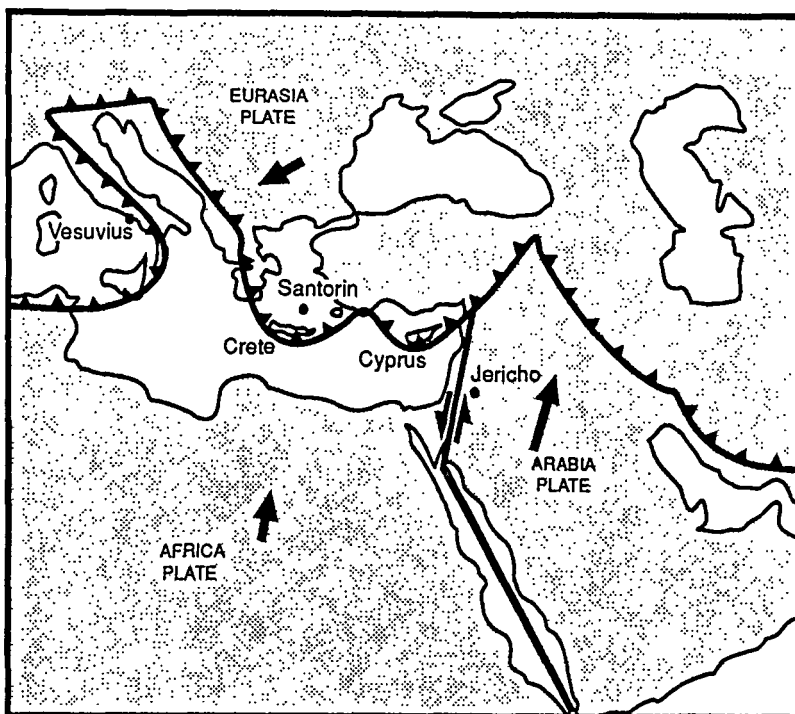 EURASIA
PLATE
Vesuvius
Santorin
Crete
Cyprus
Jericho
ARABIA
PLATE
AFRICA
PLATE